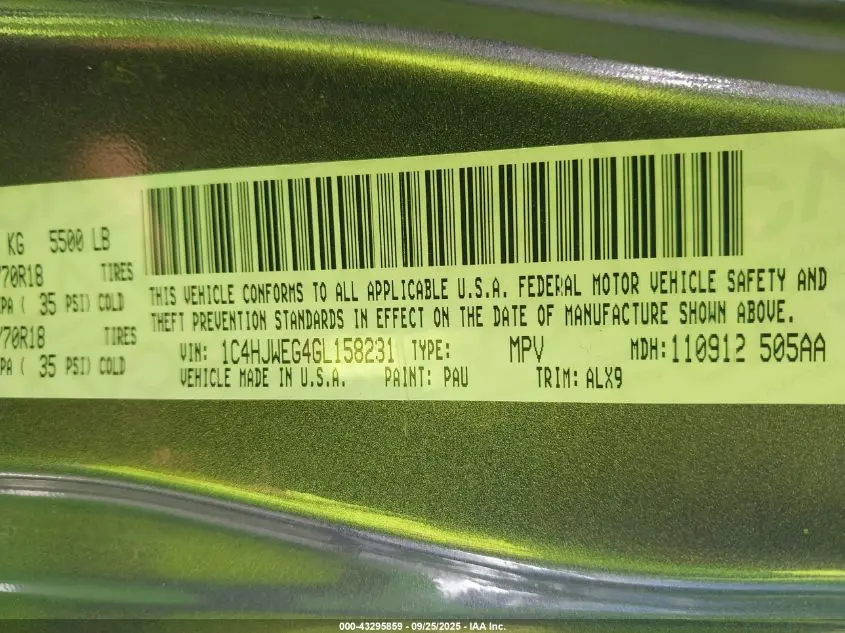 KG 5500 LB
/70R18 TIRES
PA ( 35 PSI) COLD
/70R18 TIRES
PA ( 35 PSI) COLD
THIS VEHICLE CONFORMS TO ALL APPLICABLE U.S.A. FEDERAL MOTOR VEHICLE SAFETY AND
THEFT PREVENTION STANDARDS IN EFFECT ON THE DATE OF MANUFACTURE SHOWN ABOVE.
VIN: 1C4HJWEG4GL158231 TYPE: MPV MDH:110912 505AA
VEHICLE MADE IN U.S.A. PAINT: PAU TRIM: ALX9
000-43295859 - 09/25/2025 - IAA Inc.